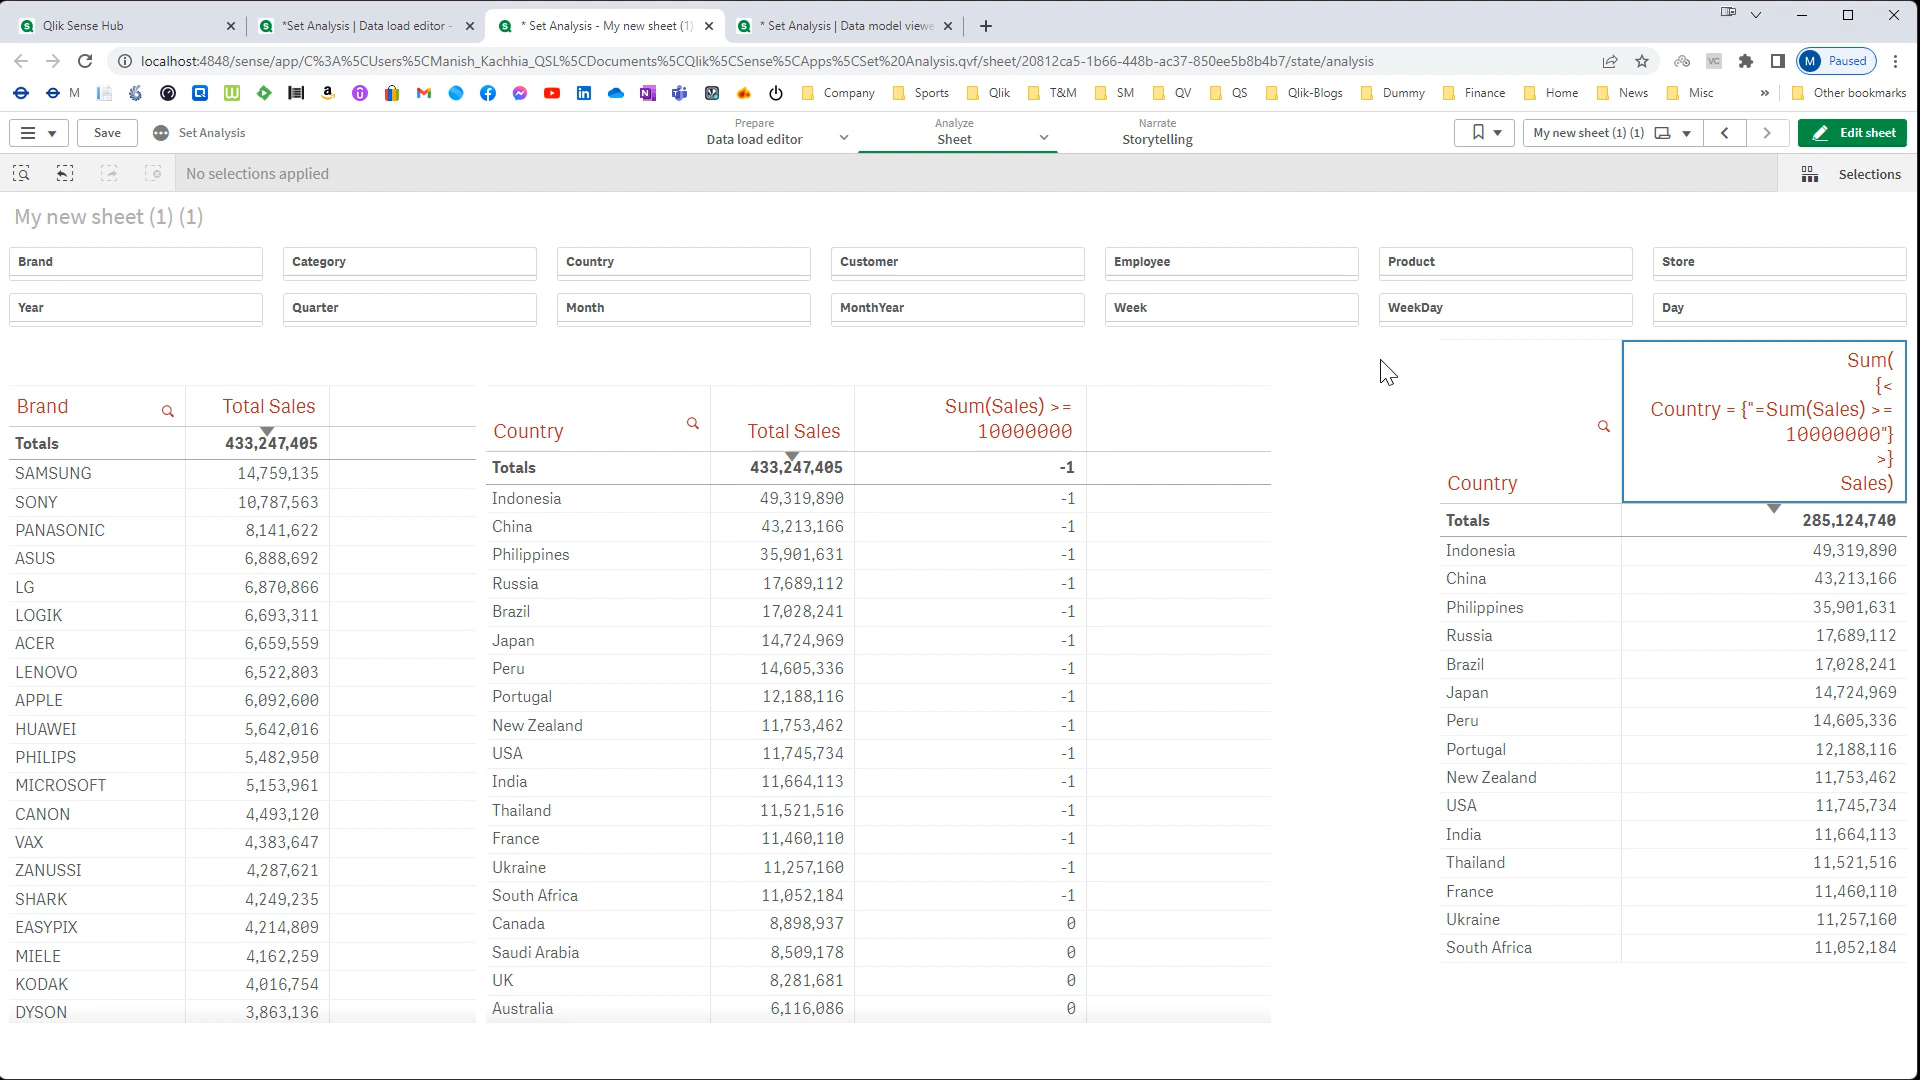 Qlik Sense Hub
*Set Analysis | Data load editor -
* Set Analysis - My new sheet (1)
* Set Analysis | Data model viewe
localhost:4848/sense/app/C%3A%5CUsers%5CManish_Kachhia_QSL%5CDocuments%5CQlik%5CSense%5CApps%5CSet%20Analysis.qvf/sheet/20812ca5-1b66-448b-ac37-850ee5b8b4b7/state/analysis
VC
M Paused
M
Company
Sports
Qlik
T&M
SM
QV
QS
Qlik-Blogs
Dummy
Finance
Home
News
Misc
»
Other bookmarks
Save
Set Analysis
Prepare
Data load editor
Analyze
Sheet
Narrate
Storytelling
My new sheet (1) (1)
Edit sheet
No selections applied
Selections
My new sheet (1) (1)
Brand Category Country Customer Employee Product Store
Year Quarter Month MonthYear Week WeekDay Day
Brand Total Sales
Totals 433,247,405
SAMSUNG 14,759,135
SONY 10,787,563
PANASONIC 8,141,622
ASUS 6,888,692
LG 6,870,866
LOGIK 6,693,311
ACER 6,659,559
LENOVO 6,522,803
APPLE 6,092,600
HUAWEI 5,642,016
PHILIPS 5,482,950
MICROSOFT 5,153,961
CANON 4,493,120
VAX 4,383,647
ZANUSSI 4,287,621
SHARK 4,249,235
EASYPIX 4,214,809
MIELE 4,162,259
KODAK 4,016,754
DYSON 3,863,136
Sum(Sales) >=
Country Total Sales 10000000
Totals 433,247,405 -1
Indonesia 49,319,890 -1
China 43,213,166 -1
Philippines 35,901,631 -1
Russia 17,689,112 -1
Brazil 17,028,241 -1
Japan 14,724,969 -1
Peru 14,605,336 -1
Portugal 12,188,116 -1
New Zealand 11,753,462 -1
USA 11,745,734 -1
India 11,664,113 -1
Thailand 11,521,516 -1
France 11,460,110 -1
Ukraine 11,257,160 -1
South Africa 11,052,184 -1
Canada 8,898,937 0
Saudi Arabia 8,509,178 0
UK 8,281,681 0
Australia 6,116,086 0
Sum(
{<
Country = {"=Sum(Sales) >=
10000000"}
>}
Country Sales)
Totals 285,124,740
Indonesia 49,319,890
China 43,213,166
Philippines 35,901,631
Russia 17,689,112
Brazil 17,028,241
Japan 14,724,969
Peru 14,605,336
Portugal 12,188,116
New Zealand 11,753,462
USA 11,745,734
India 11,664,113
Thailand 11,521,516
France 11,460,110
Ukraine 11,257,160
South Africa 11,052,184